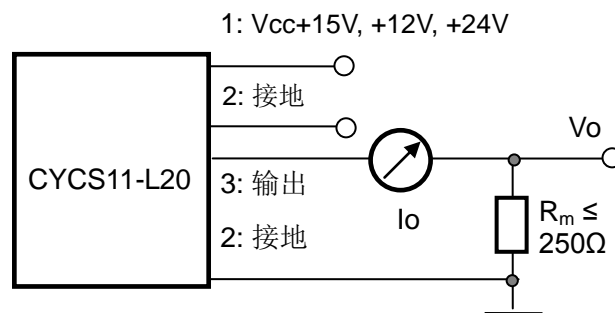 1: Vcc+15V, +12V, +24V
2: 接地
Vo
CYCS11-L20
3: 输出
Io
Rm ≤
250Ω
2: 接地